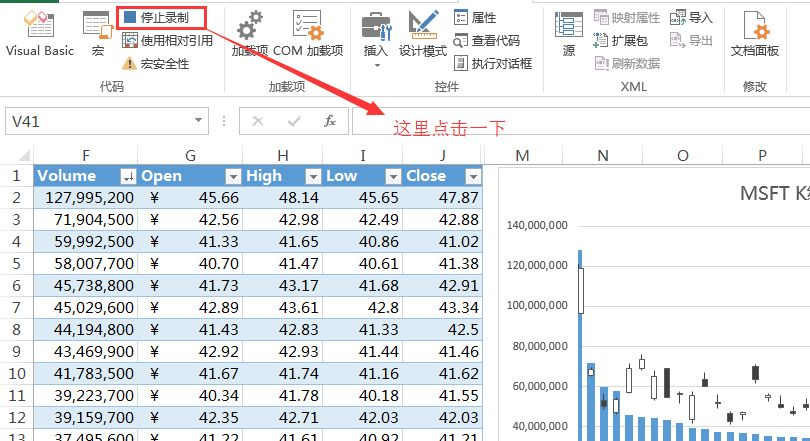 停止录制
属性
映射属性
导入
使用相对引用
查看代码
扩展包
导出
Visual Basic
宏
加载项
COM 加载项
插入
设计模式
源
文档面板
宏安全性
执行对话框
刷新数据
代码
加载项
控件
XML
修改
V41
fx
这里点击一下
F G H I J M N O P
1 Volume Open High Low Close
2 127,995,200 ¥ 45.66 48.14 45.65 47.87
3 71,904,500 ¥ 42.56 42.98 42.49 42.88
4 59,992,500 ¥ 41.33 41.65 40.86 41.02
5 58,007,700 ¥ 40.70 41.47 40.61 41.38
6 45,738,800 ¥ 41.73 43.17 41.68 42.91
7 45,029,600 ¥ 42.89 43.61 42.8 43.34
8 44,194,800 ¥ 41.43 42.83 41.33 42.5
9 43,469,900 ¥ 42.92 42.93 41.44 41.46
10 41,783,500 ¥ 41.67 41.74 41.16 41.62
11 39,223,700 ¥ 40.34 41.78 40.18 41.55
12 39,159,700 ¥ 42.35 42.71 42.03 42.03
13 37,495,600 ¥ 41.22 41.61 40.92 41.21
MSFT K
140,000,000
120,000,000
100,000,000
80,000,000
60,000,000
40,000,000